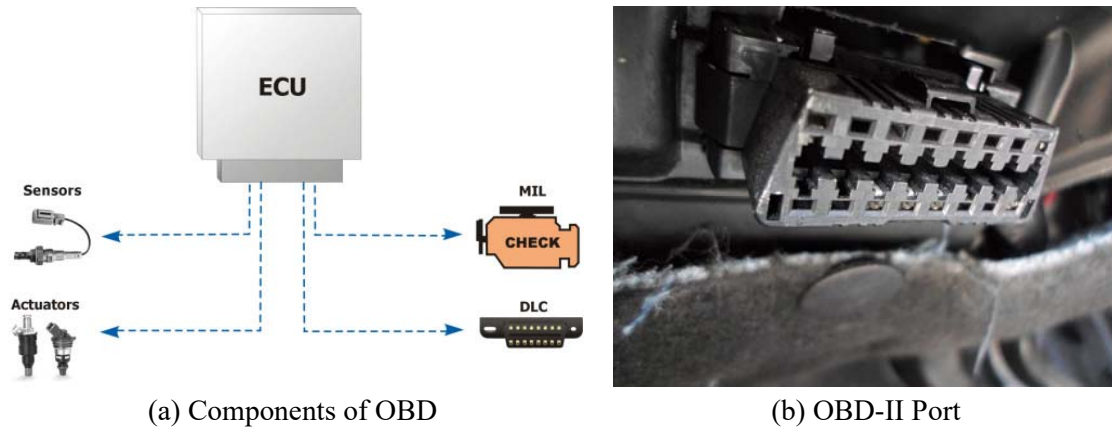 ECU
Sensors
MIL
CHECK
Actuators
DLC
(a) Components of OBD
(b) OBD-II Port